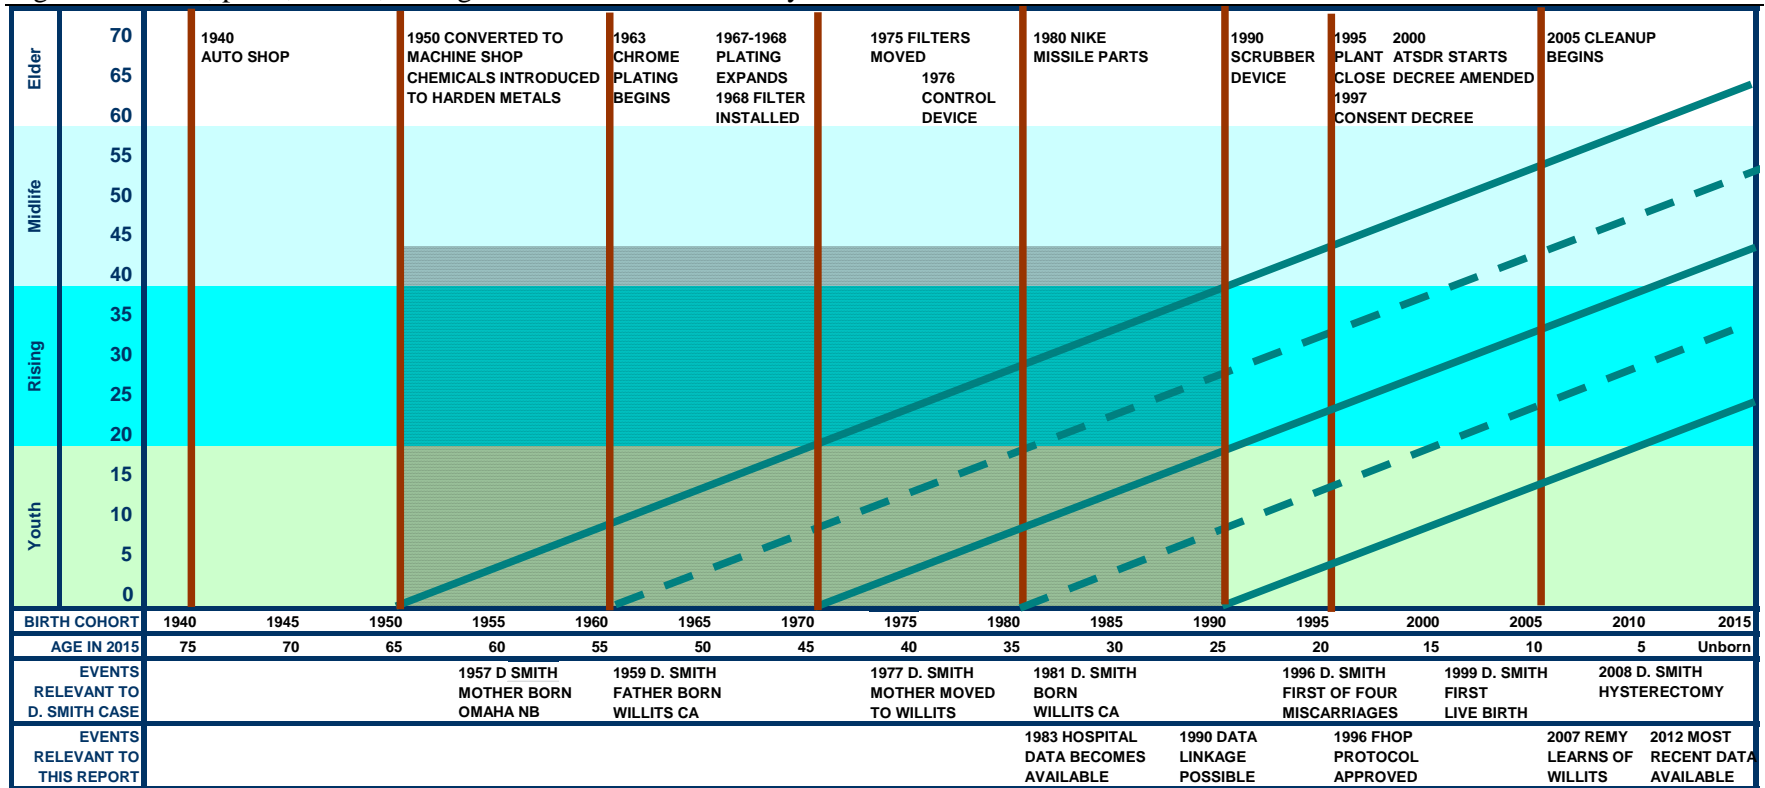 Elder
70
65
60
Midlife
55
50
45
40
Rising
35
30
25
20
Youth
15
10
5
0
1940
AUTO SHOP
1950 CONVERTED TO
MACHINE SHOP
CHEMICALS INTRODUCED
TO HARDEN METALS
1963
CHROME
PLATING
BEGINS
1967-1968
PLATING
EXPANDS
1968 FILTER
INSTALLED
1975 FILTERS
MOVED
1976
CONTROL
DEVICE
1980 NIKE
MISSILE PARTS
1990
SCRUBBER
DEVICE
1995
PLANT
CLOSE
1997
CONSENT DECREE
2000
ATSDR STARTS
DECREE AMENDED
2005 CLEANUP
BEGINS
BIRTH COHORT 1940 1945 1950 1955 1960 1965 1970 1975 1980 1985 1990 1995 2000 2005 2010 2015
AGE IN 2015 75 70 65 60 55 50 45 40 35 30 25 20 15 10 5 Unborn
EVENTS
RELEVANT TO
D. SMITH CASE
1957 D SMITH
MOTHER BORN
OMAHA NB
1959 D. SMITH
FATHER BORN
WILLITS CA
1977 D. SMITH
MOTHER MOVED
TO WILLITS
1981 D. SMITH
BORN
WILLITS CA
1996 D. SMITH
FIRST OF FOUR
MISCARRIAGES
1999 D. SMITH
FIRST
LIVE BIRTH
2008 D. SMITH
HYSTERECTOMY
EVENTS
RELEVANT TO
THIS REPORT
1983 HOSPITAL
DATA BECOMES
AVAILABLE
1990 DATA
LINKAGE
POSSIBLE
1996 FHOP
PROTOCOL
APPROVED
2007 REMY
LEARNS OF
WILLITS
2012 MOST
RECENT DATA
AVAILABLE